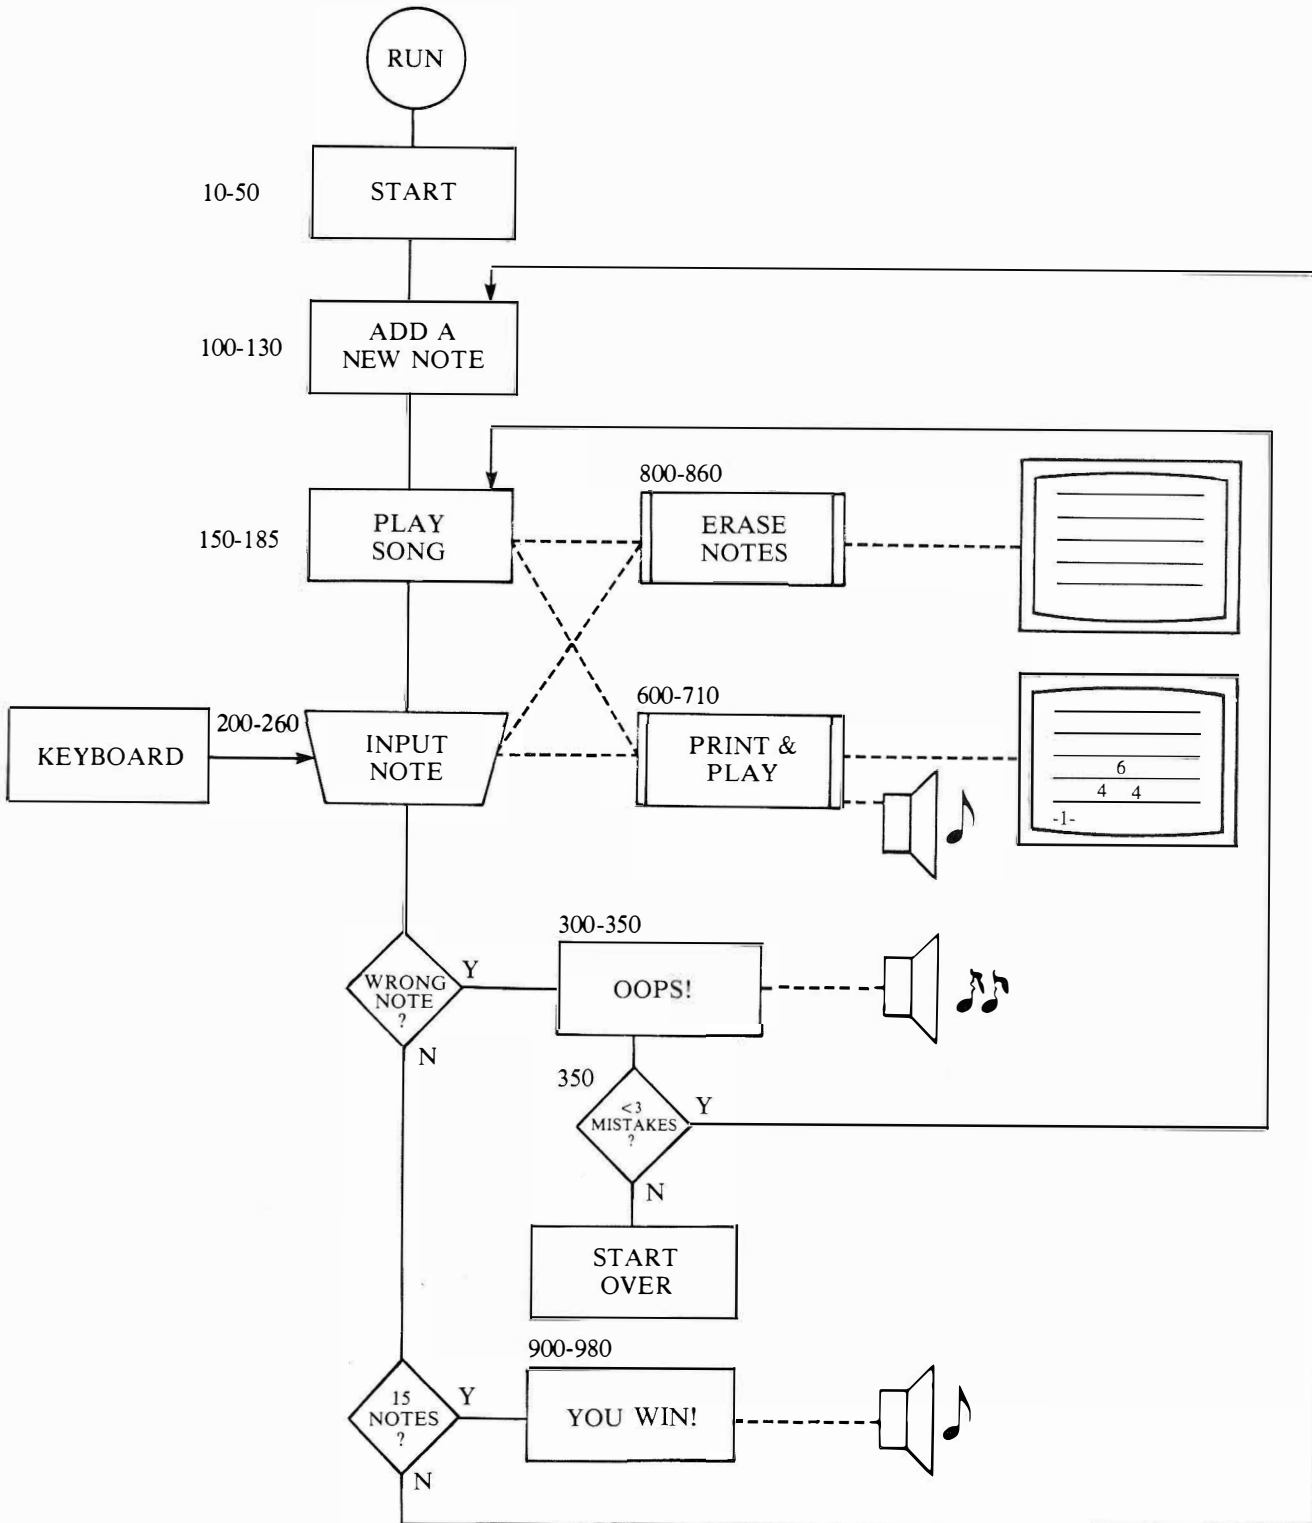 RUN
10-50
START
100-130
ADD A
NEW NOTE
150-185
PLAY
SONG
800-860
ERASE
NOTES
KEYBOARD
200-260
INPUT
NOTE
600-710
PRINT &
PLAY
6
4 4
-1-
WRONG
NOTE
?
Y
N
300-350
OOPS!
350
<3
MISTAKES
?
Y
N
START
OVER
15
NOTES
?
Y
N
900-980
YOU WIN!